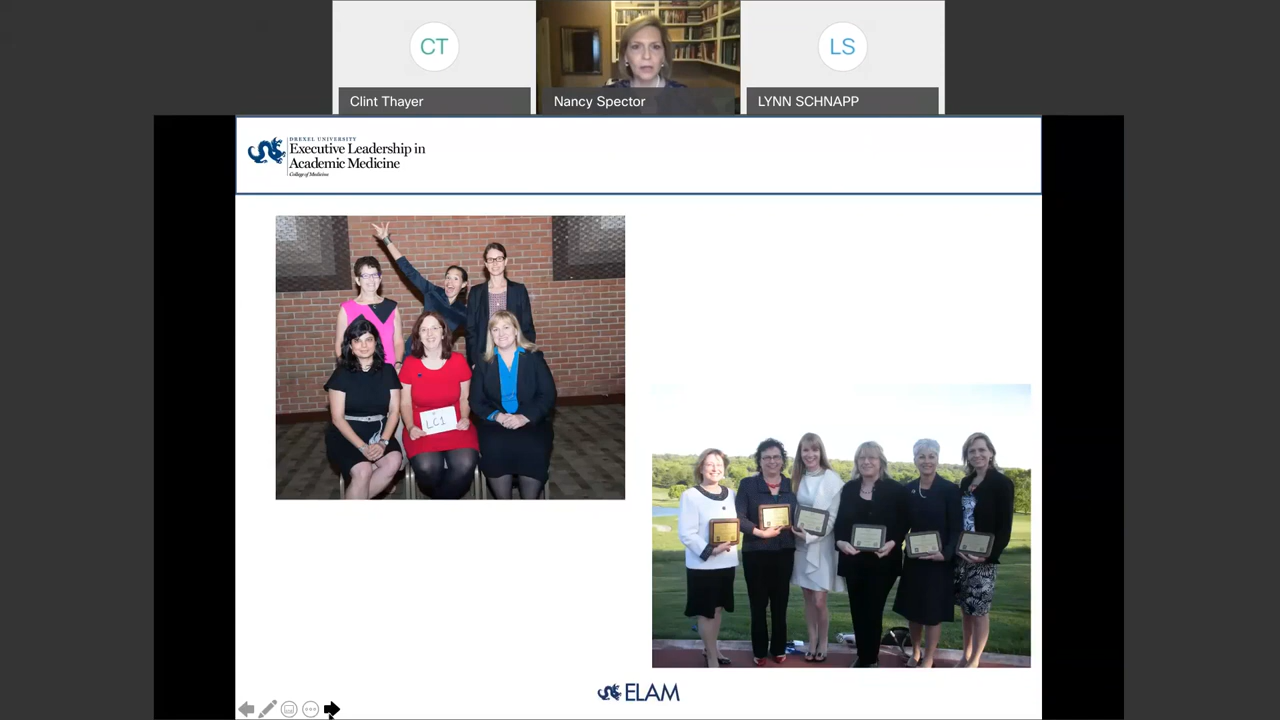 CT
Clint Thayer
Nancy Spector
LS
LYNN SCHNAPP
DREXEL UNIVERSITY
Executive Leadership in
Academic Medicine
College of Medicine
LC1
ELAM